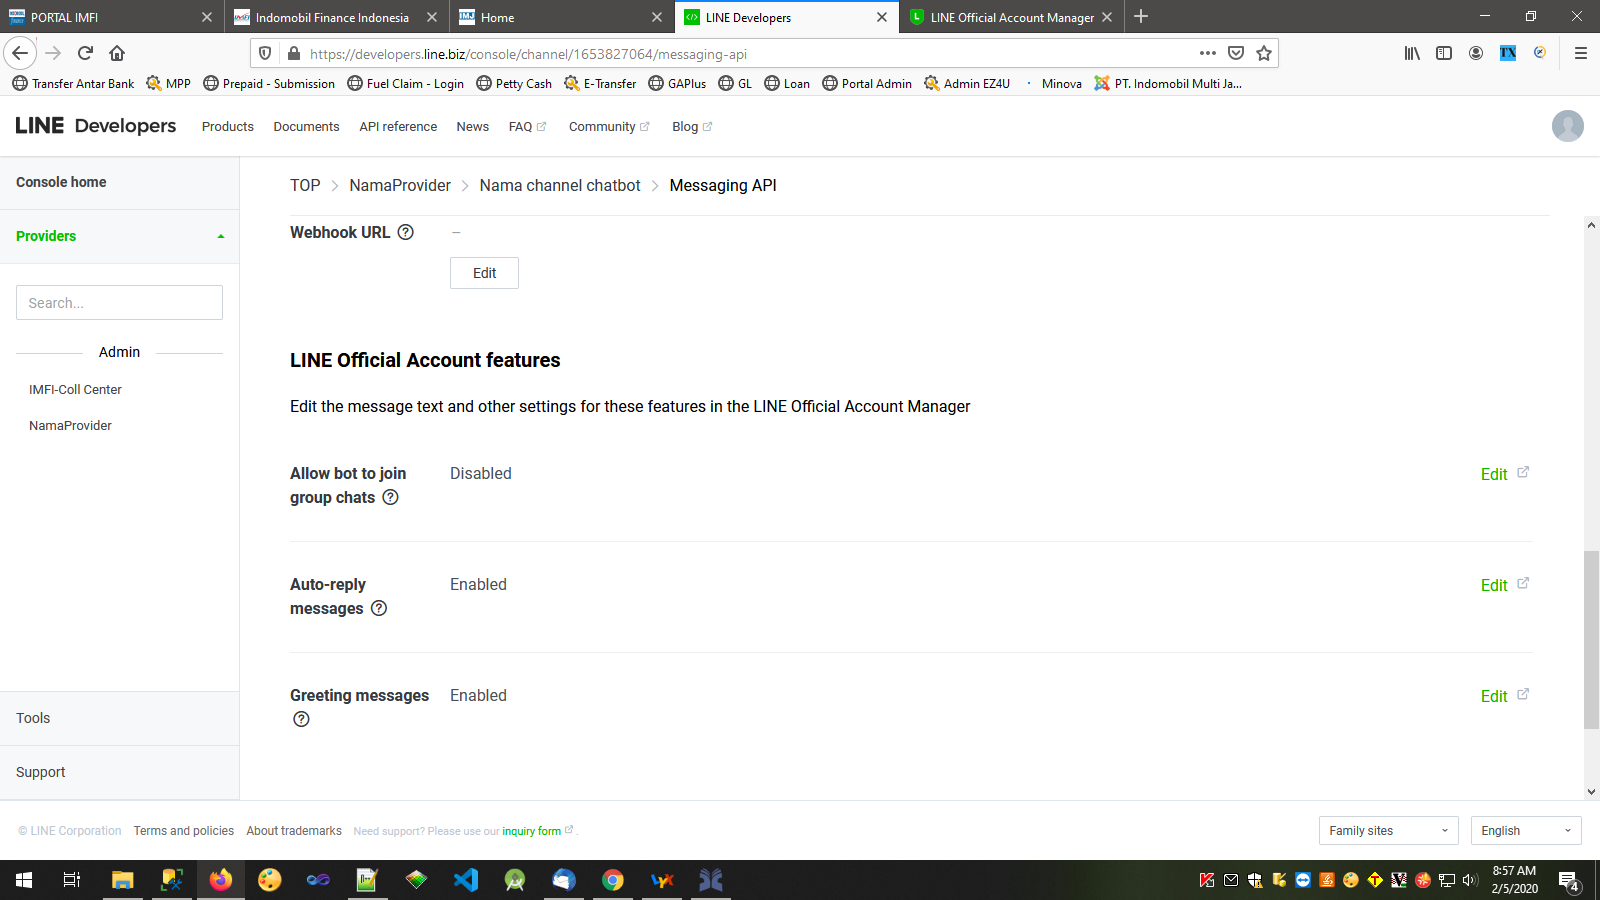 PORTAL IMFI
Indomobil Finance Indonesia
Home
LINE Developers
LINE Official Account Manager
https://developers.line.biz/console/channel/1653827064/messaging-api
Transfer Antar Bank
MPP
Prepaid - Submission
Fuel Claim - Login
Petty Cash
E-Transfer
GAPlus
GL
Loan
Portal Admin
Admin EZ4U
Minova
PT. Indomobil Multi Ja...
LINE Developers
Products
Documents
API reference
News
FAQ
Community
Blog
Console home
Providers
Search...
Admin
IMFI-Coll Center
NamaProvider
Tools
Support
TOP > NamaProvider > Nama channel chatbot > Messaging API
Webhook URL ? –
Edit
LINE Official Account features
Edit the message text and other settings for these features in the LINE Official Account Manager
Allow bot to join
group chats ?
Disabled
Edit
Auto-reply
messages ?
Enabled
Edit
Greeting messages
?
Enabled
Edit
© LINE Corporation
Terms and policies
About trademarks
Need support? Please use our inquiry form .
Family sites
English
8:57 AM
2/5/2020
4